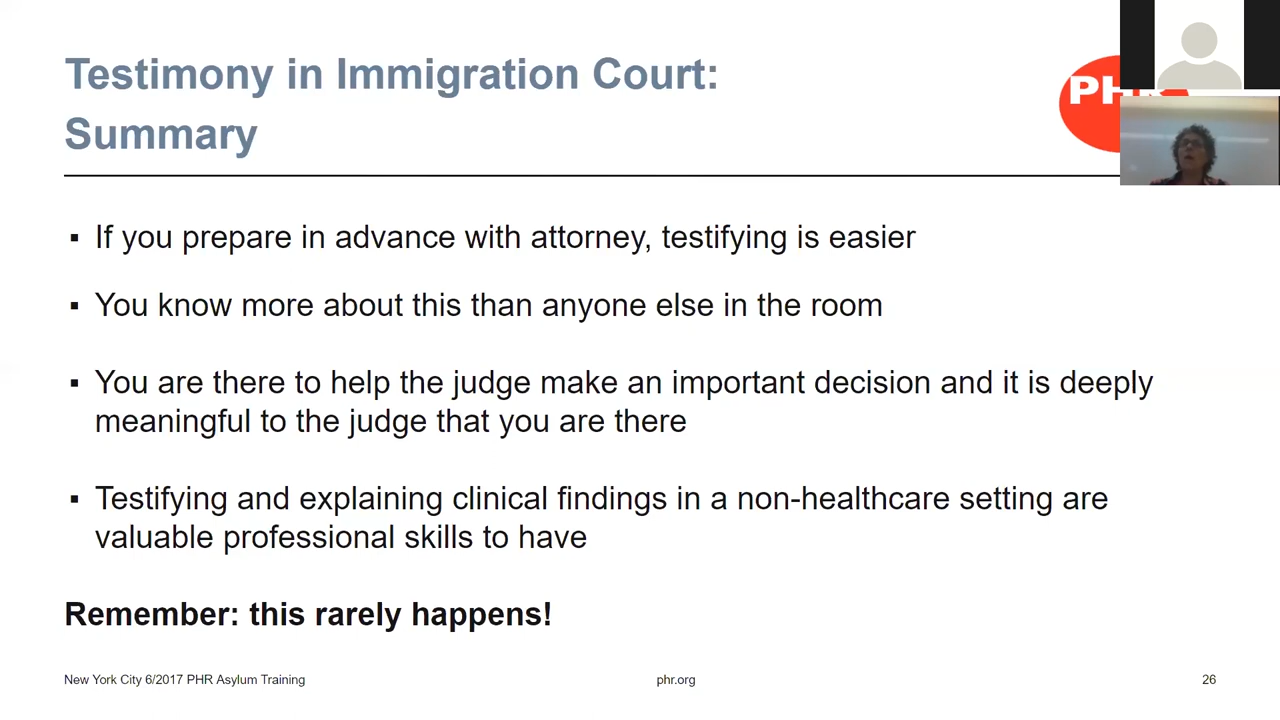 Testimony in Immigration Court:
Summary
▪ If you prepare in advance with attorney, testifying is easier
▪ You know more about this than anyone else in the room
▪ You are there to help the judge make an important decision and it is deeply
meaningful to the judge that you are there
▪ Testifying and explaining clinical findings in a non-healthcare setting are
valuable professional skills to have
Remember: this rarely happens!
New York City 6/2017 PHR Asylum Training
phr.org
26